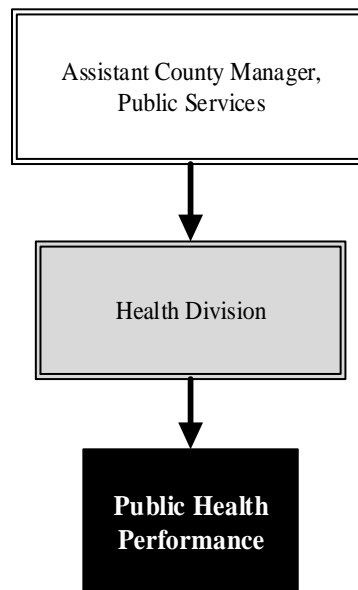 Assistant County Manager,
Public Services
Health Division
Public Health
Performance